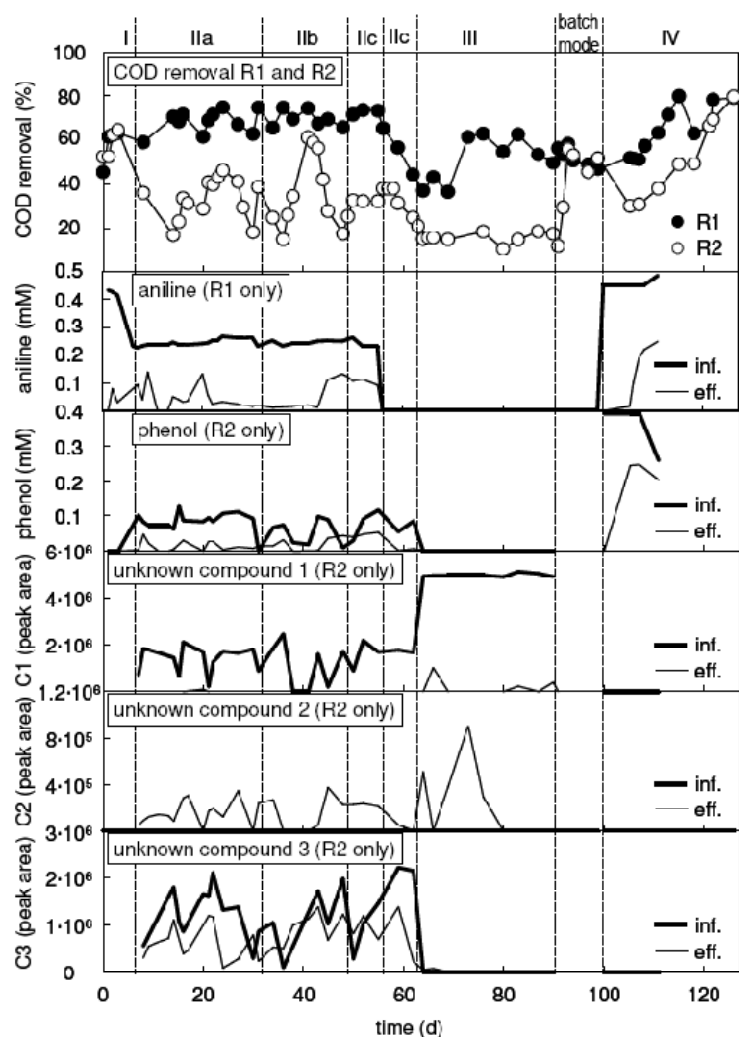 I IIa IIb IIc IIc III batch mode IV
100
COD removal R1 and R2
80
60
40
20
0.5
COD removal (%)
R1
R2
aniline (R1 only)
0.4
0.3
0.2
0.1
0.4
aniline (mM)
inf.
eff.
phenol (R2 only)
0.3
0.2
0.1
6·10⁶
phenol (mM)
inf.
eff.
unknown compound 1 (R2 only)
4·10⁶
2·10⁶
1.2·10⁶
C1 (peak area)
inf.
eff.
unknown compound 2 (R2 only)
8·10⁵
4·10⁵
3·10⁶
C2 (peak area)
inf.
eff.
unknown compound 3 (R2 only)
2·10⁶
1·10⁶
0
C3 (peak area)
inf.
eff.
0 20 40 60 80 100 120
time (d)